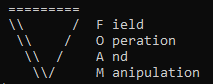 =========
\\ / F ield
\\ / O peration
\\ / A nd
\\/ M anipulation